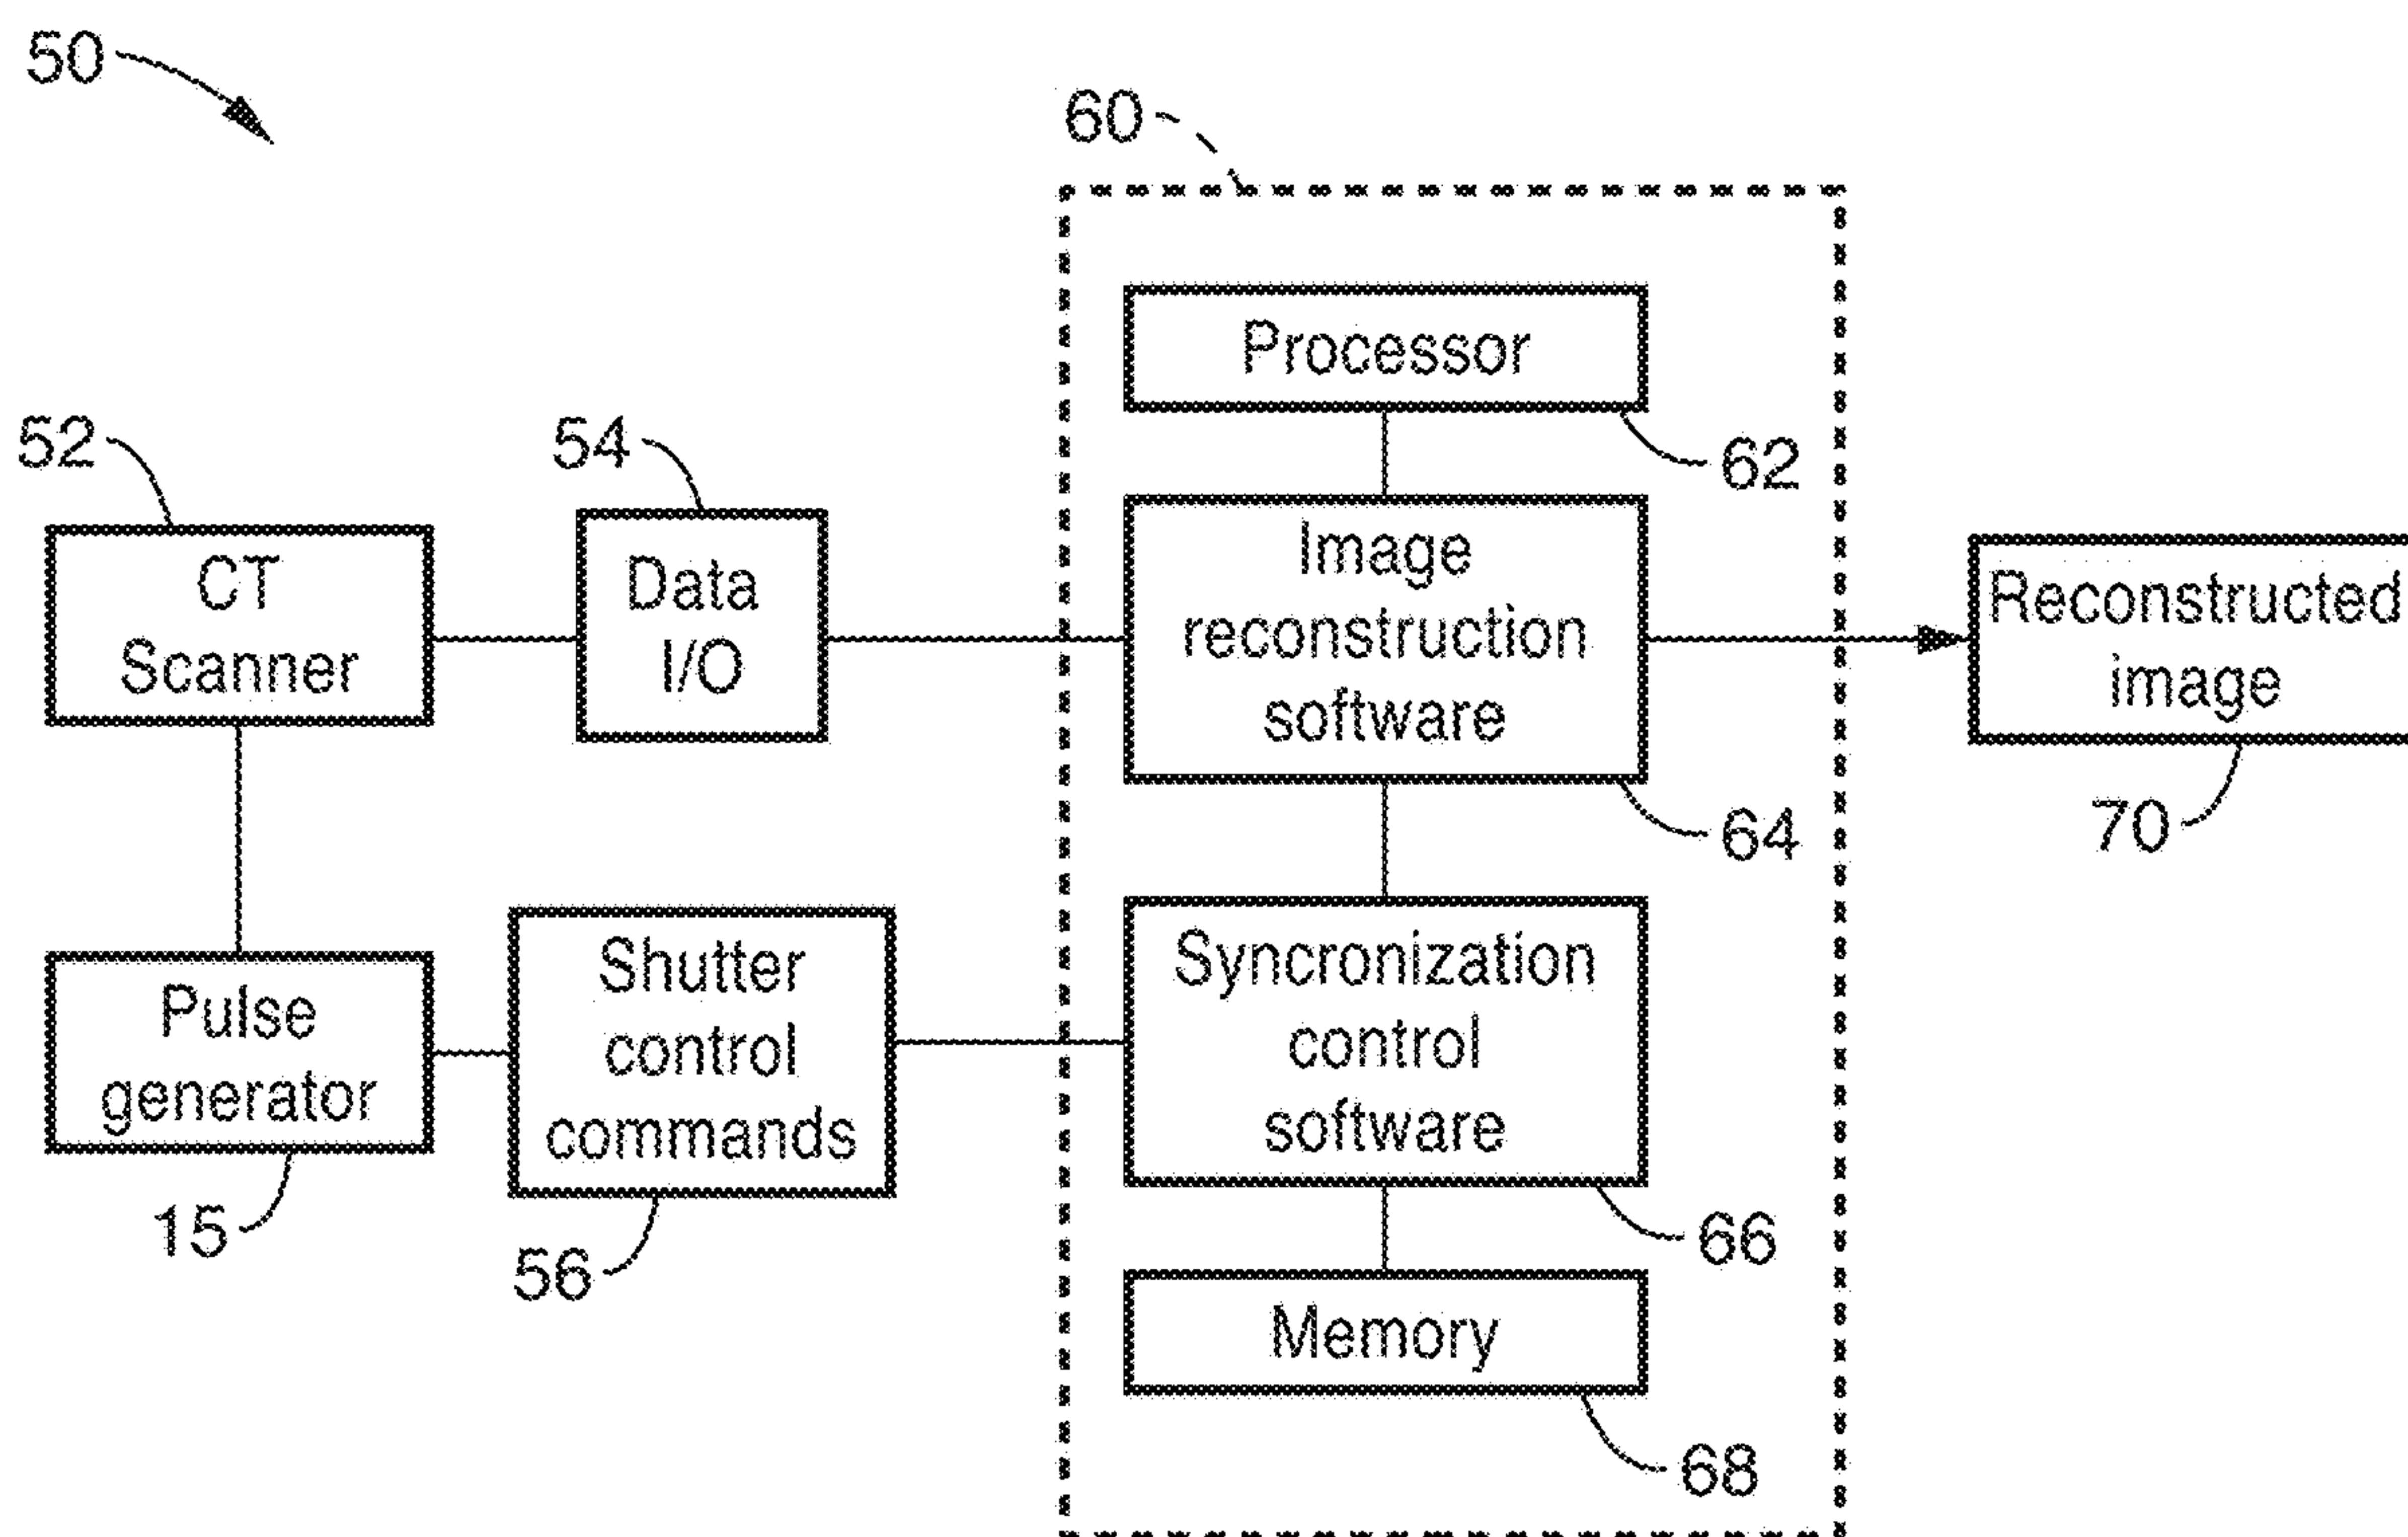 50
60
Processor
62
52
54
CT
Scanner
Data
I/O
Image
reconstruction
software
64
Reconstructed
image
70
Pulse
generator
15
Shutter
control
commands
56
Syncronization
control
software
66
Memory
68